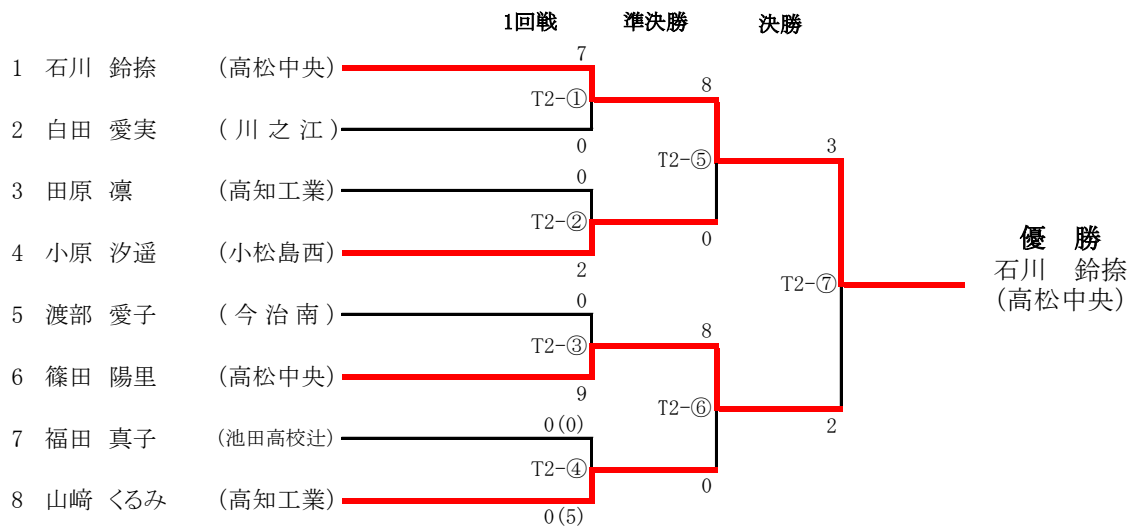 1回戦 準決勝 決勝
7
1 石川 鈴捺 (高松中央)
8
T2-①
2 白田 愛実 (川之江)
0
3
T2-⑤
0
3 田原 凛 (高知工業)
T2-②
0
4 小原 汐遥 (小松島西)
2
優 勝
石川 鈴捺
(高松中央)
T2-⑦
0
5 渡部 愛子 (今治南)
8
T2-③
6 篠田 陽里 (高松中央)
9
T2-⑥
2
0(0)
7 福田 真子 (池田高校辻)
T2-④
0
8 山﨑 くるみ (高知工業)
0(5)